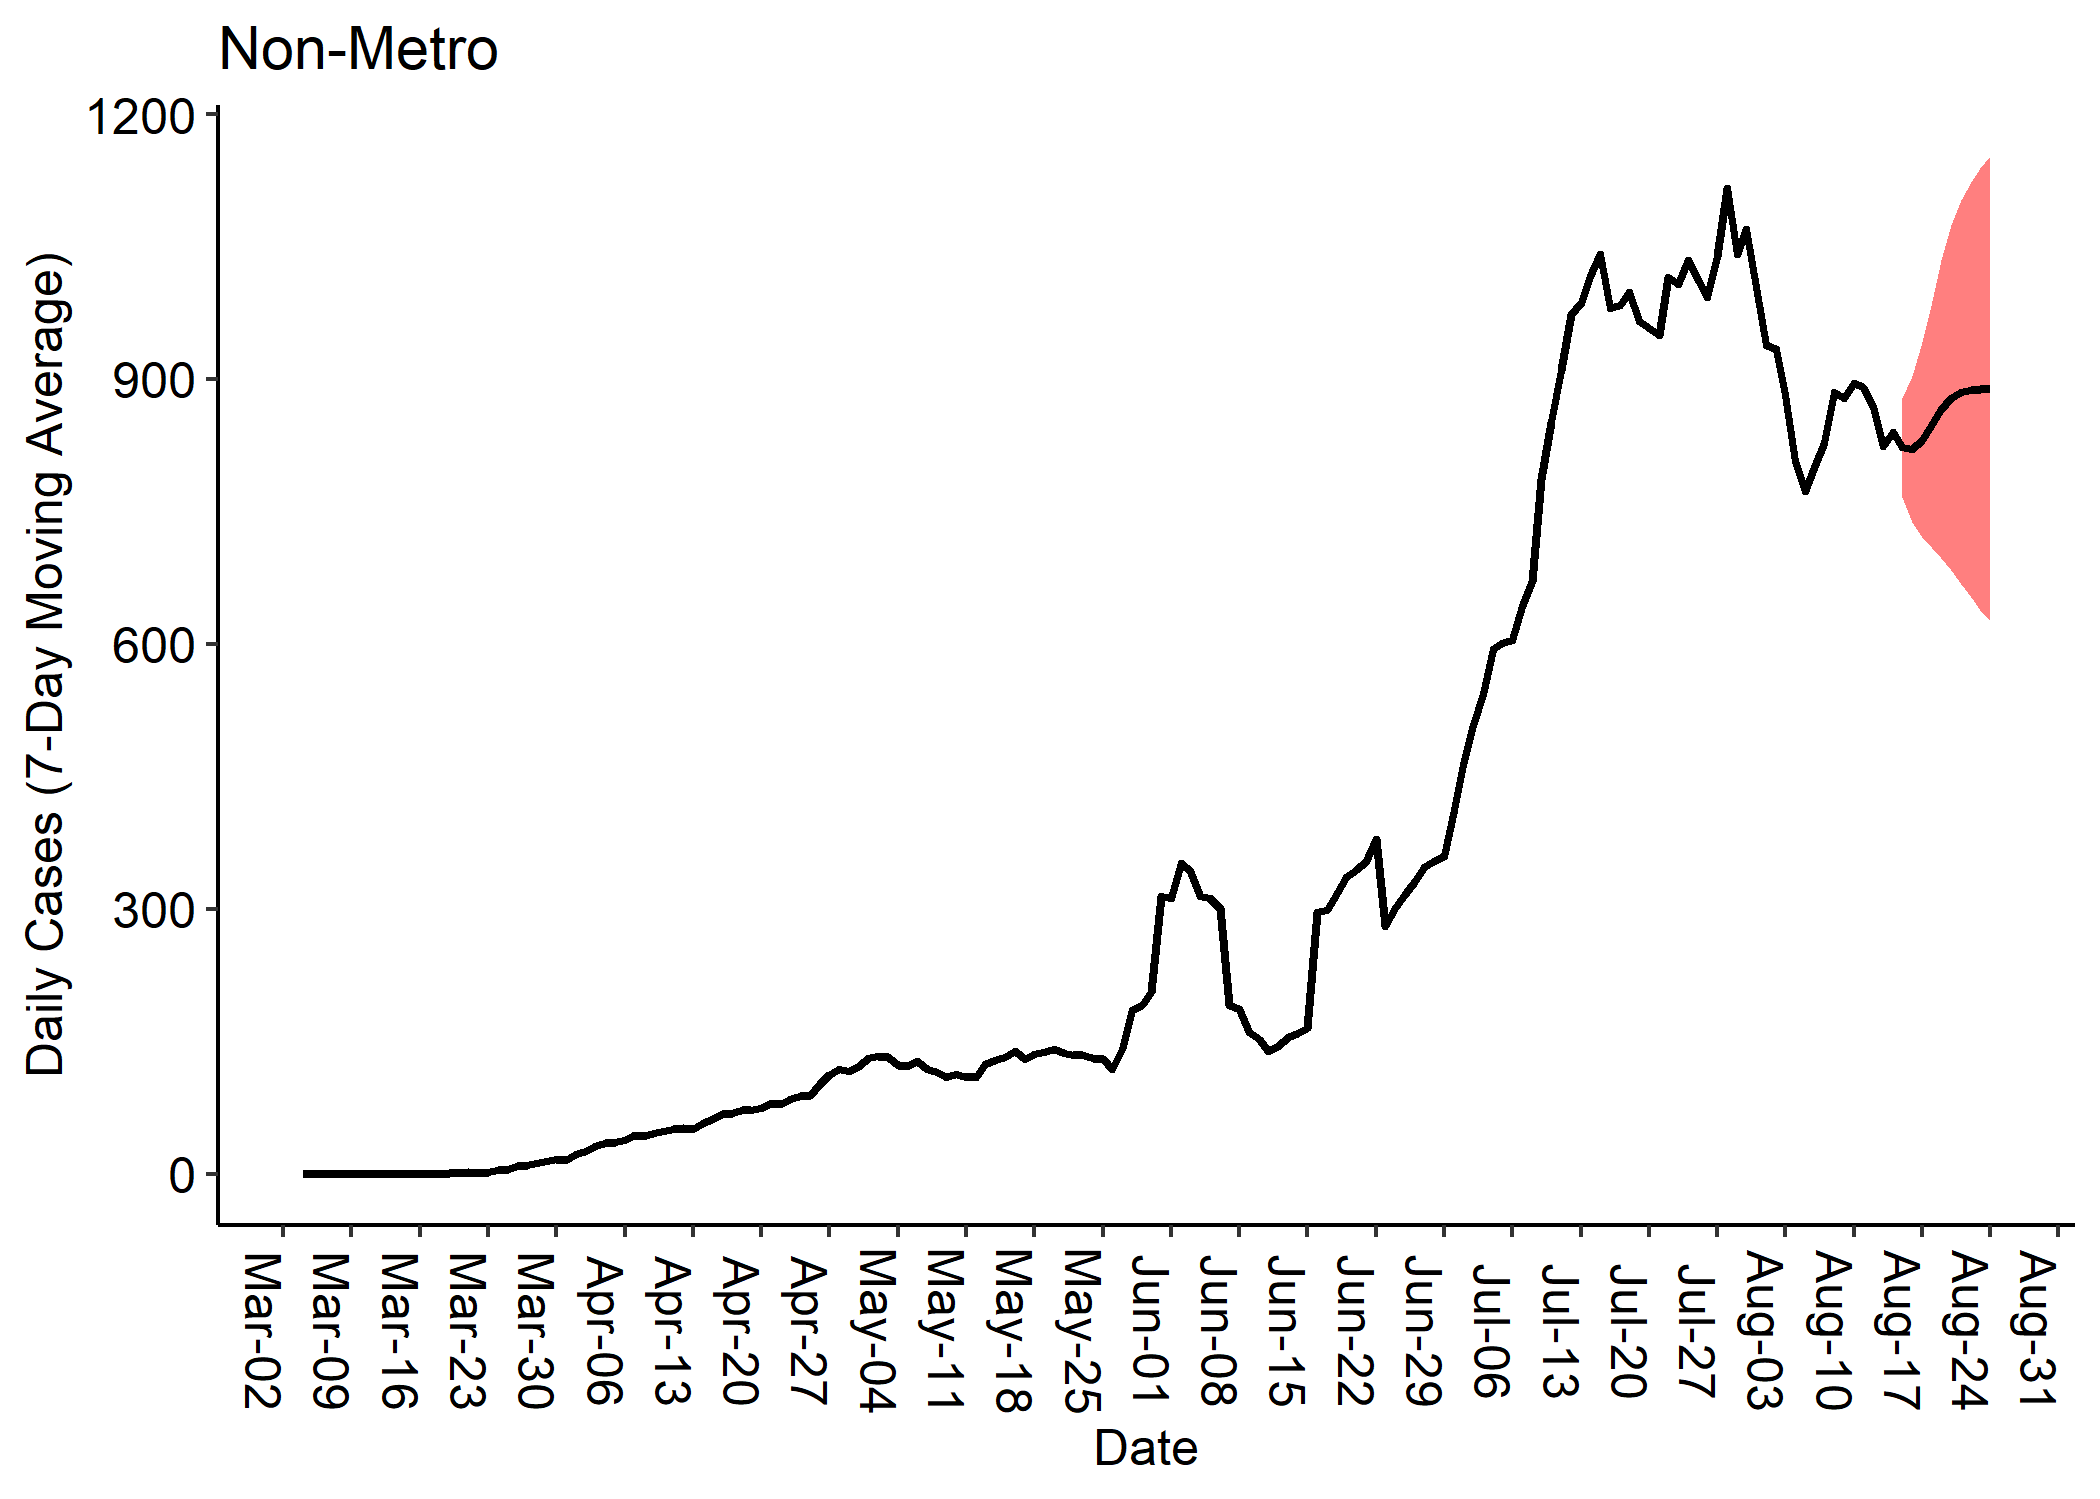 Non-Metro
Daily Cases (7-Day Moving Average)
1200
900
600
300
0
Mar-02
Mar-09
Mar-16
Mar-23
Mar-30
Apr-06
Apr-13
Apr-20
Apr-27
May-04
May-11
May-18
May-25
Jun-01
Jun-08
Jun-15
Jun-22
Jun-29
Jul-06
Jul-13
Jul-20
Jul-27
Aug-03
Aug-10
Aug-17
Aug-24
Aug-31
Date